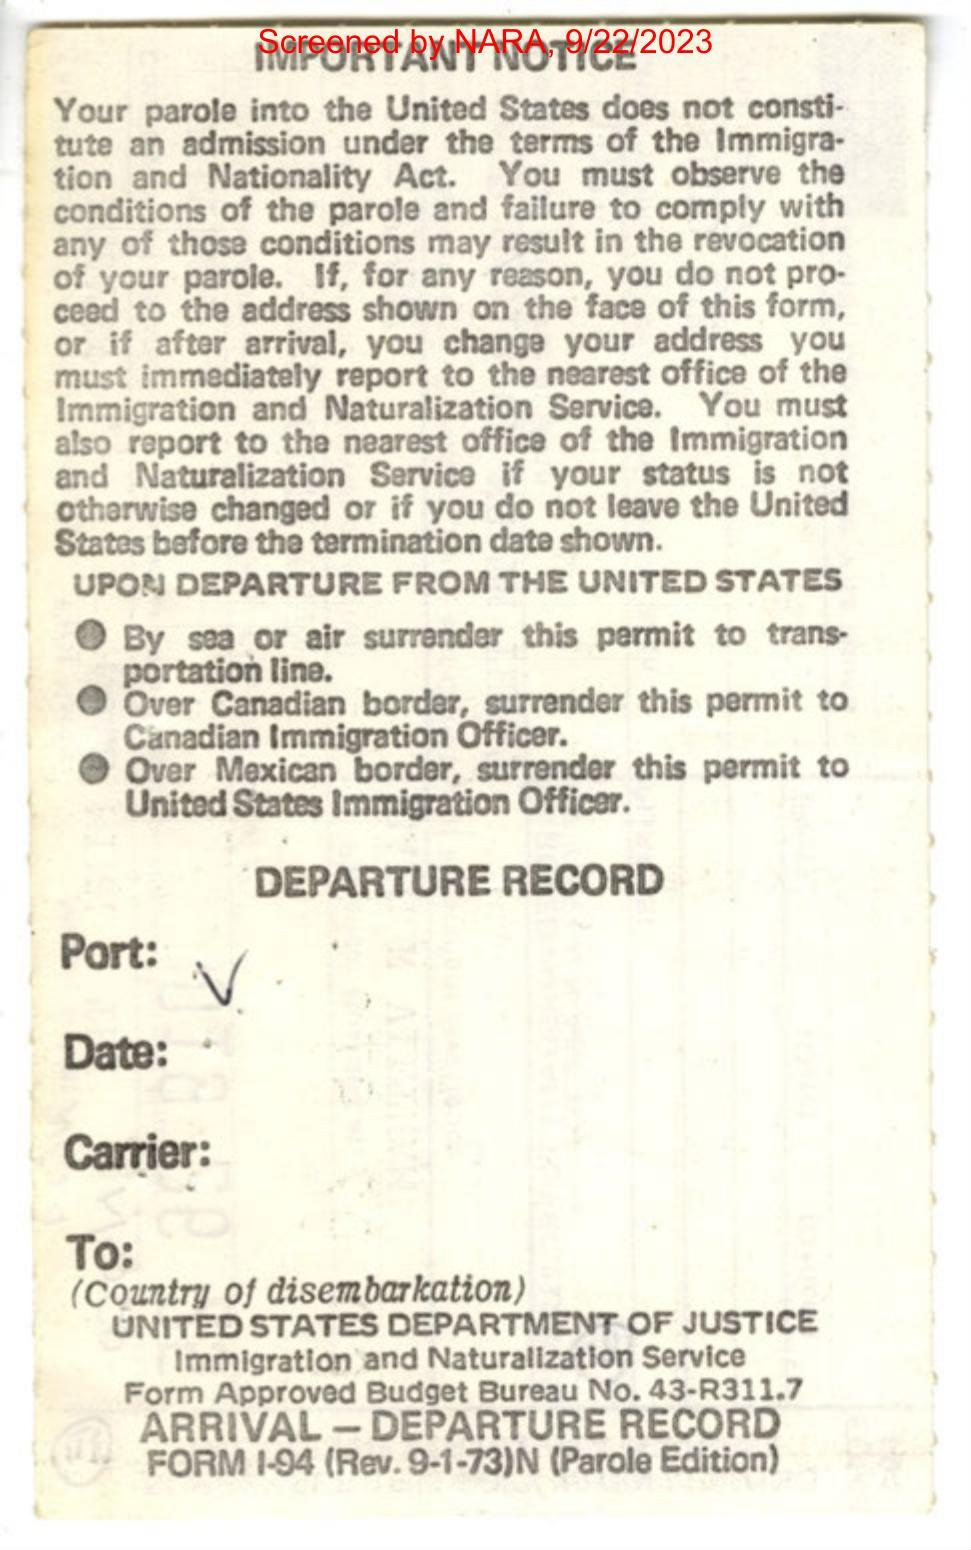 Screened by NARA, 9/22/2023
IMPORTANT NOTICE
Your parole into the United States does not consti-
tute an admission under the terms of the Immigra-
tion and Nationality Act. You must observe the
conditions of the parole and failure to comply with
any of those conditions may result in the revocation
of your parole. If, for any reason, you do not pro-
ceed to the address shown on the face of this form,
or if after arrival, you change your address you
must immediately report to the nearest office of the
Immigration and Naturalization Service. You must
also report to the nearest office of the Immigration
and Naturalization Service if your status is not
otherwise changed or if you do not leave the United
States before the termination date shown.
UPON DEPARTURE FROM THE UNITED STATES
● By sea or air surrender this permit to trans-
portation line.
● Over Canadian border, surrender this permit to
Canadian Immigration Officer.
● Over Mexican border, surrender this permit to
United States Immigration Officer.
DEPARTURE RECORD
Port:
Date:
Carrier:
To:
(Country of disembarkation)
UNITED STATES DEPARTMENT OF JUSTICE
Immigration and Naturalization Service
Form Approved Budget Bureau No. 43-R311.7
ARRIVAL – DEPARTURE RECORD
FORM I-94 (Rev. 9-1-73)N (Parole Edition)